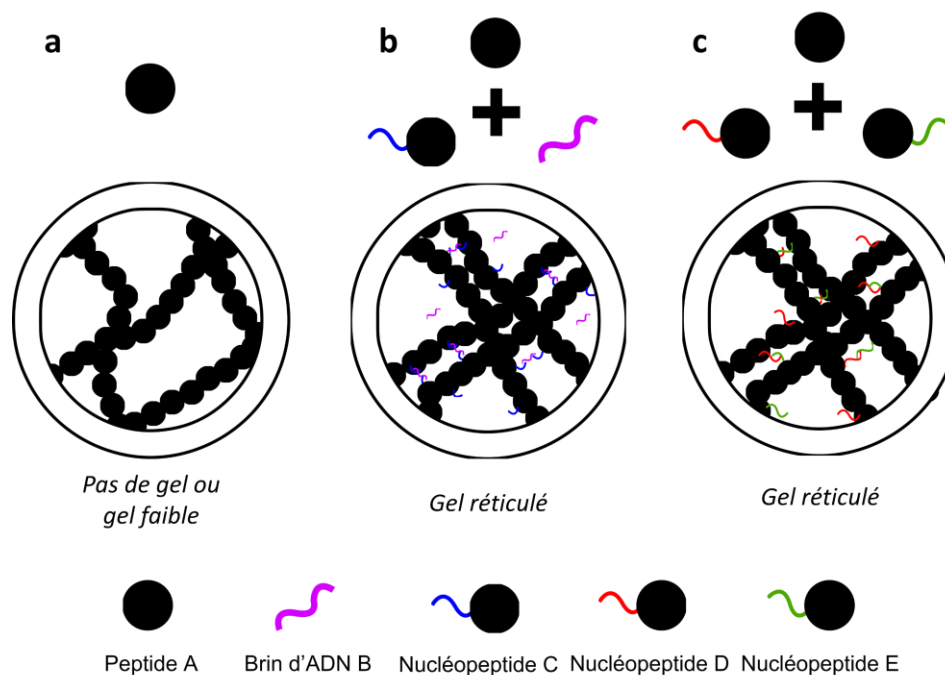 a
b
c
Pas de gel ou
gel faible
Gel réticulé
Gel réticulé
Peptide A
Brin d'ADN B
Nucléopeptide C
Nucléopeptide D
Nucléopeptide E